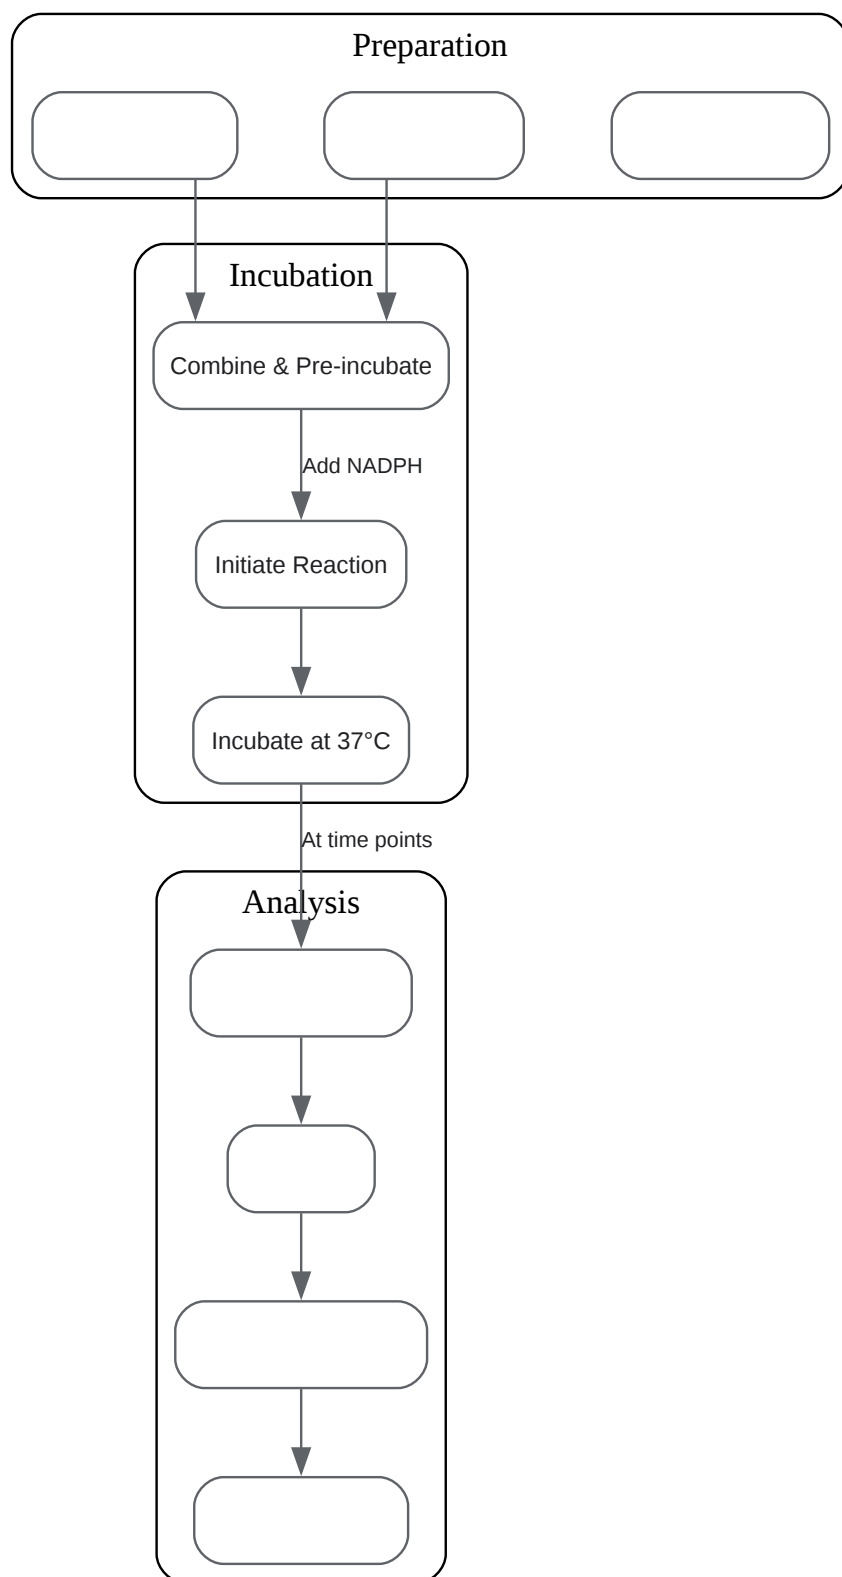 Preparation
Incubation
Combine & Pre-incubate
Add NADPH
Initiate Reaction
Incubate at 37°C
At time points
Analysis